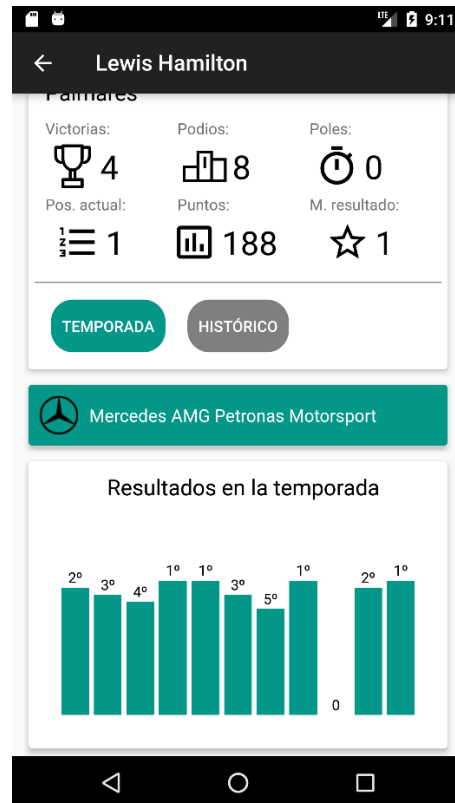 LTE 9:11
Lewis Hamilton
Palmarés
Victorias: Podios: Poles:
4 8 0
Pos. actual: Puntos: M. resultado:
1 188 1
TEMPORADA HISTÓRICO
Mercedes AMG Petronas Motorsport
Resultados en la temporada
2º 3º 4º 1º 1º 3º 5º 1º 0 2º 1º